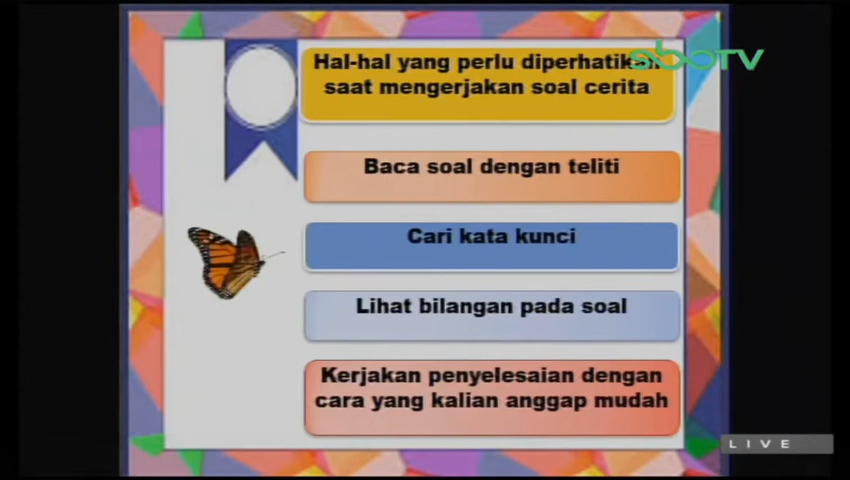 Hal-hal yang perlu diperhatikan
saat mengerjakan soal cerita
sboTV
Baca soal dengan teliti
Cari kata kunci
Lihat bilangan pada soal
Kerjakan penyelesaian dengan
cara yang kalian anggap mudah
LIVE